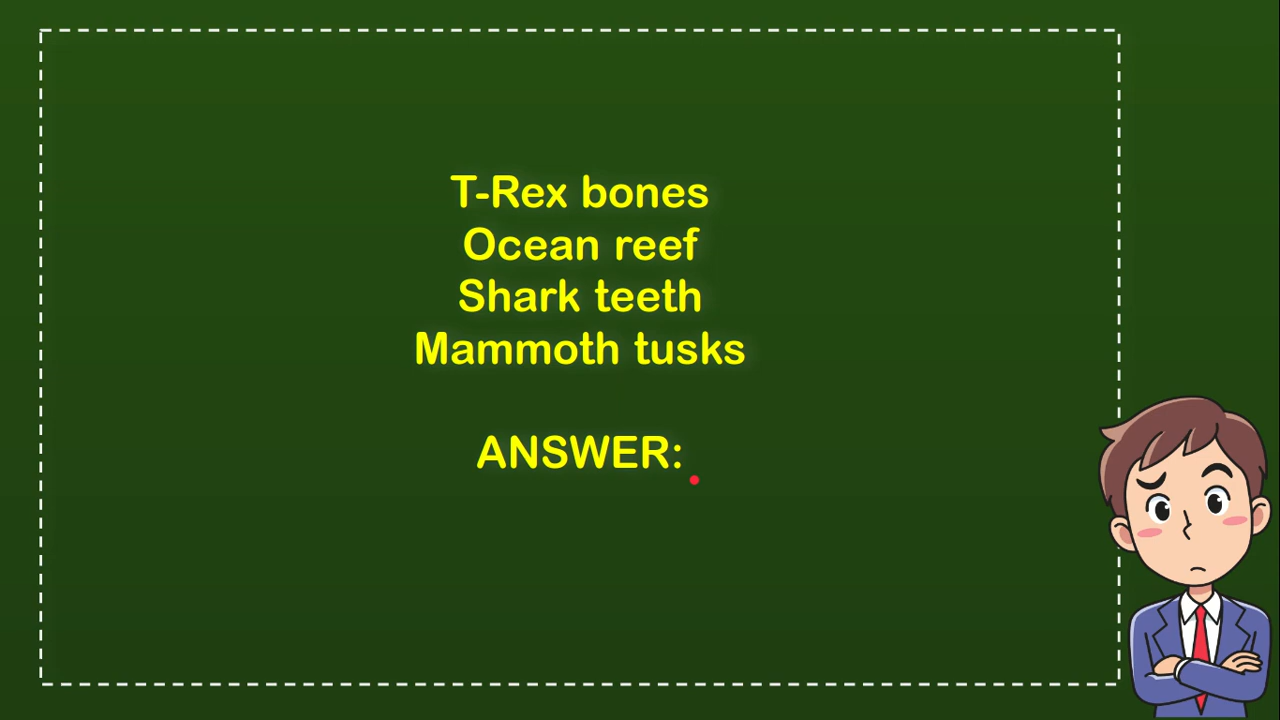 T-Rex bones
Ocean reef
Shark teeth
Mammoth tusks
ANSWER: